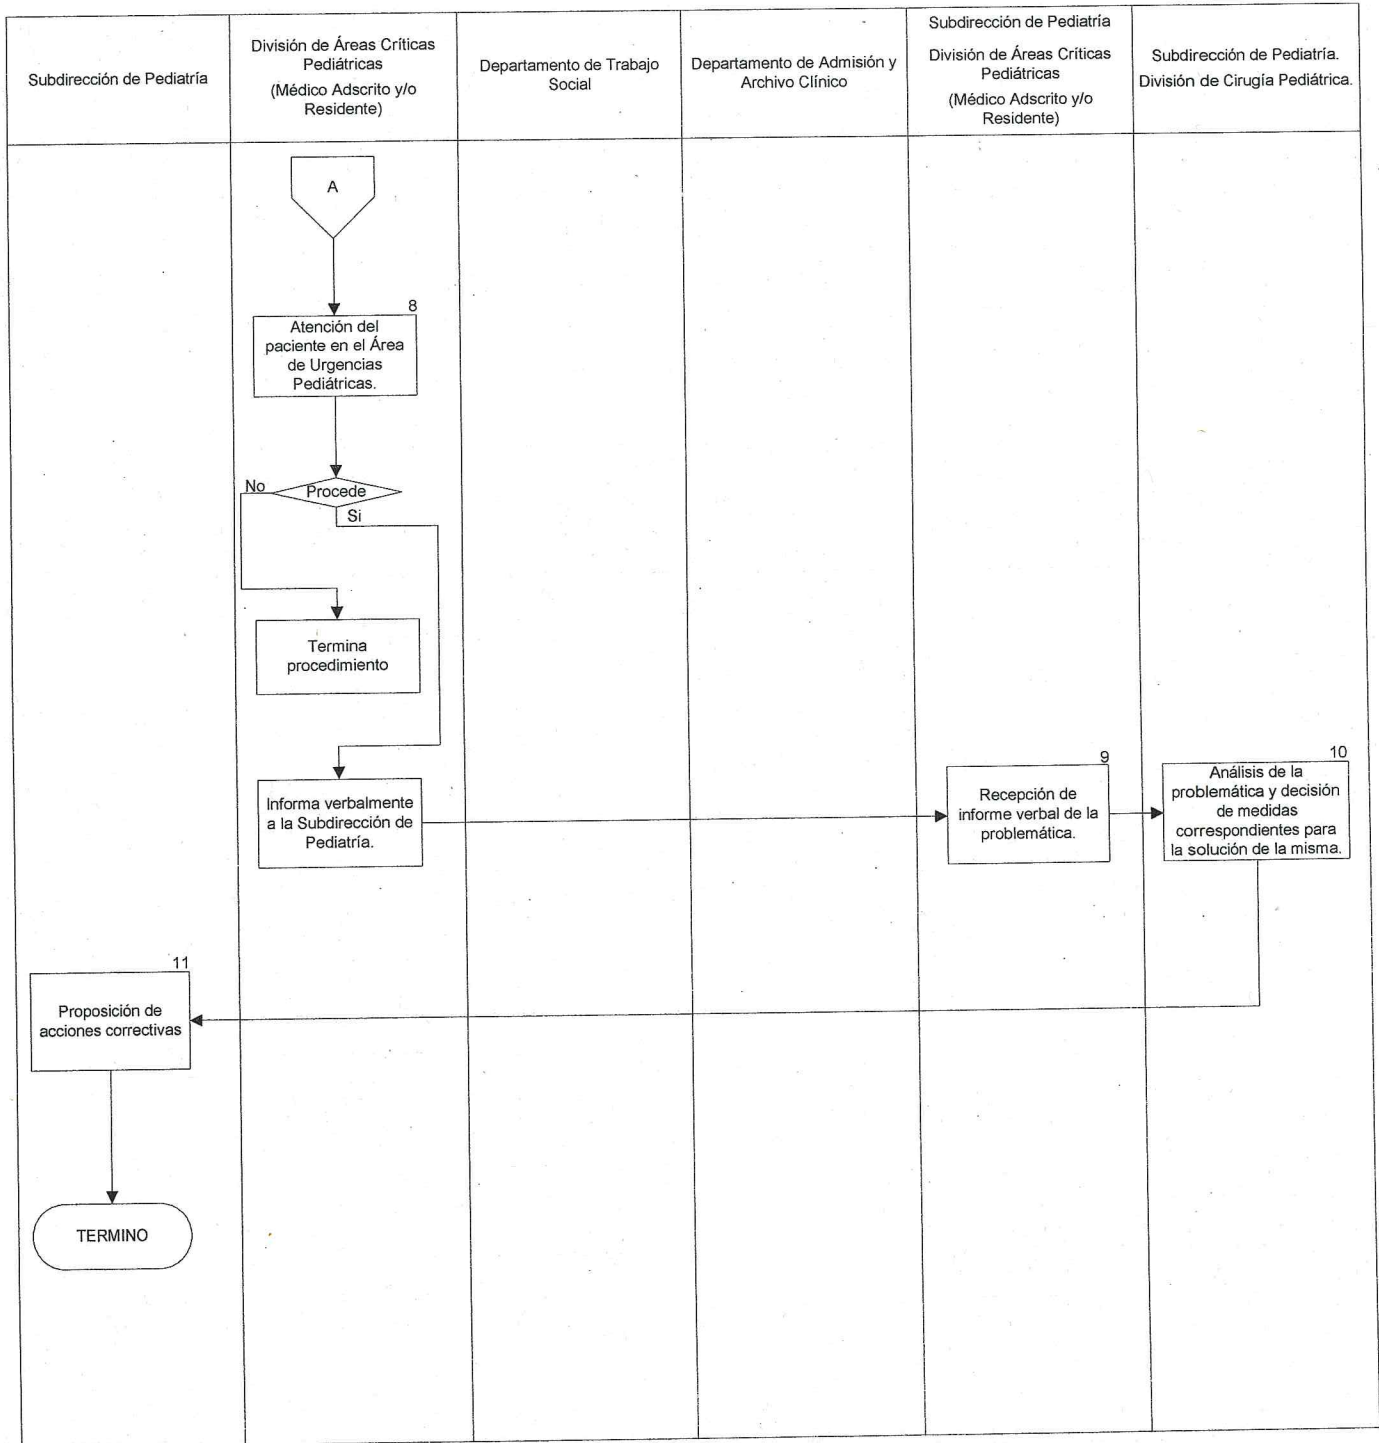 Subdirección de Pediatría
División de Áreas Críticas
Pediátricas
(Médico Adscrito y/o
Residente)
Departamento de Trabajo
Social
Departamento de Admisión y
Archivo Clínico
Subdirección de Pediatría
División de Áreas Críticas
Pediátricas
(Médico Adscrito y/o
Residente)
Subdirección de Pediatría.
División de Cirugía Pediátrica.
A
8
Atención del
paciente en el Área
de Urgencias
Pediátricas.
No
Procede
Si
Termina
procedimiento
Informa verbalmente
a la Subdirección de
Pediatría.
9
Recepción de
informe verbal de la
problemática.
10
Análisis de la
problemática y decisión
de medidas
correspondientes para
la solución de la misma.
11
Proposición de
acciones correctivas
TERMINO